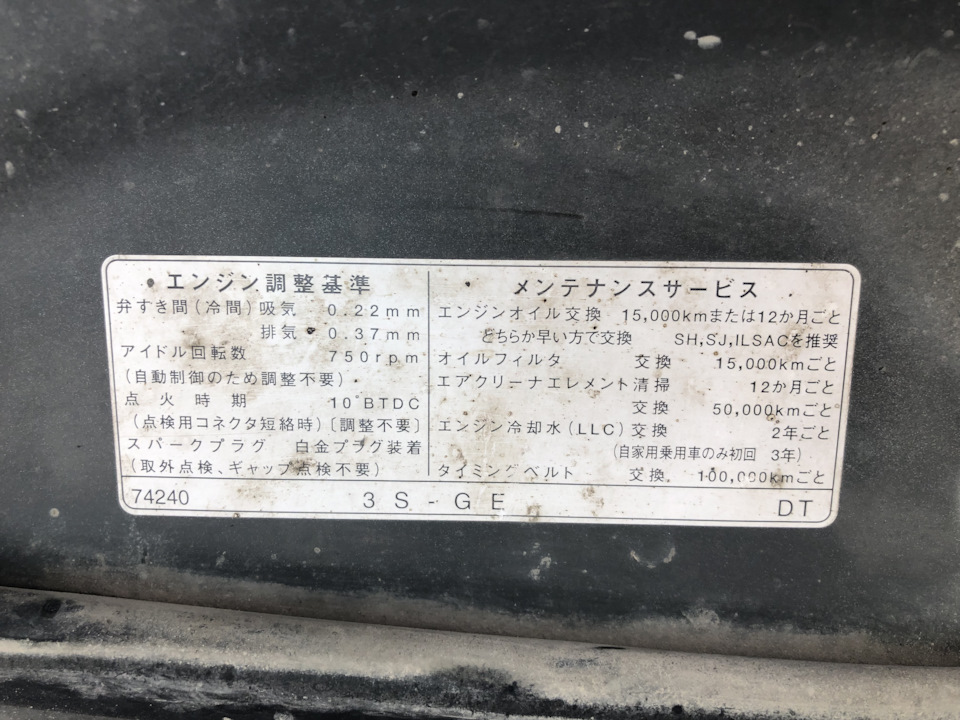 エンジン調整基準
弁すき間(冷間)吸気 0.22mm
排気 0.37mm
アイドル回転数 750rpm
(自動制御のため調整不要)
点火時期 10°BTDC
(点検用コネクタ短絡時)〔調整不要〕
スパークプラグ 白金プラグ装着
(取外点検、ギャップ点検不要)
メンテナンスサービス
エンジンオイル交換 15,000kmまたは12か月ごと
どちらか早い方で交換 SH,SJ,ILSACを推奨
オイルフィルタ 交換 15,000kmごと
エアクリーナエレメント清掃 12か月ごと
交換 50,000kmごと
エンジン冷却水(LLC)交換 2年ごと
(自家用乗用車のみ初回 3年)
タイミングベルト 交換 100,000kmごと
74240 3S-GE DT